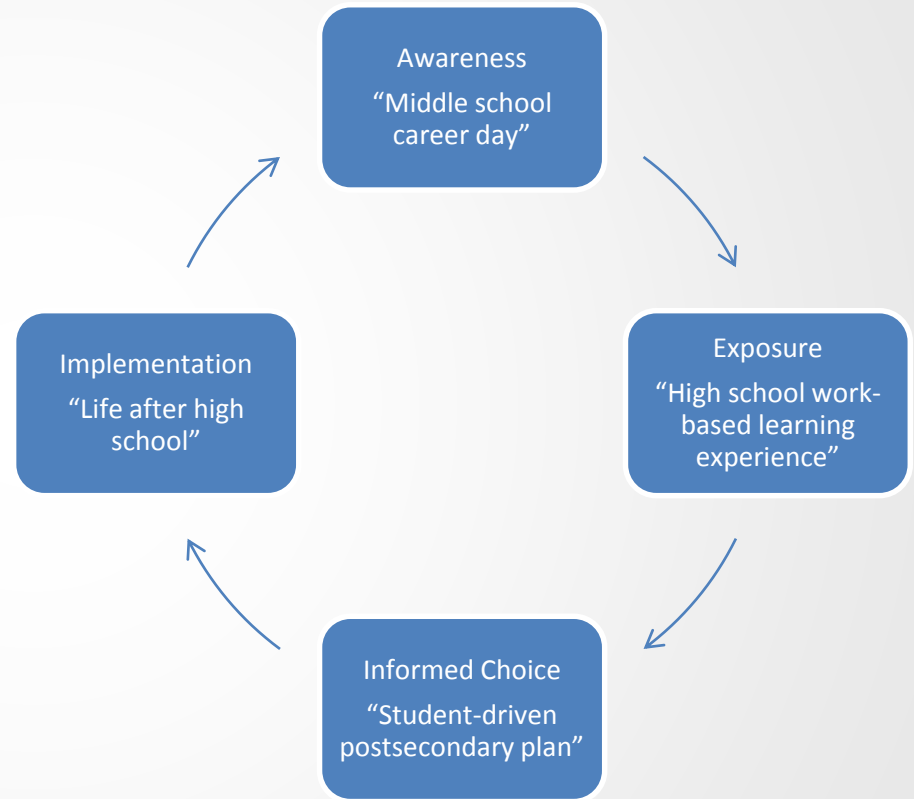 Awareness
“Middle school
career day”
Exposure
“High school work-
based learning
experience”
Informed Choice
“Student-driven
postsecondary plan”
Implementation
“Life after high
school”